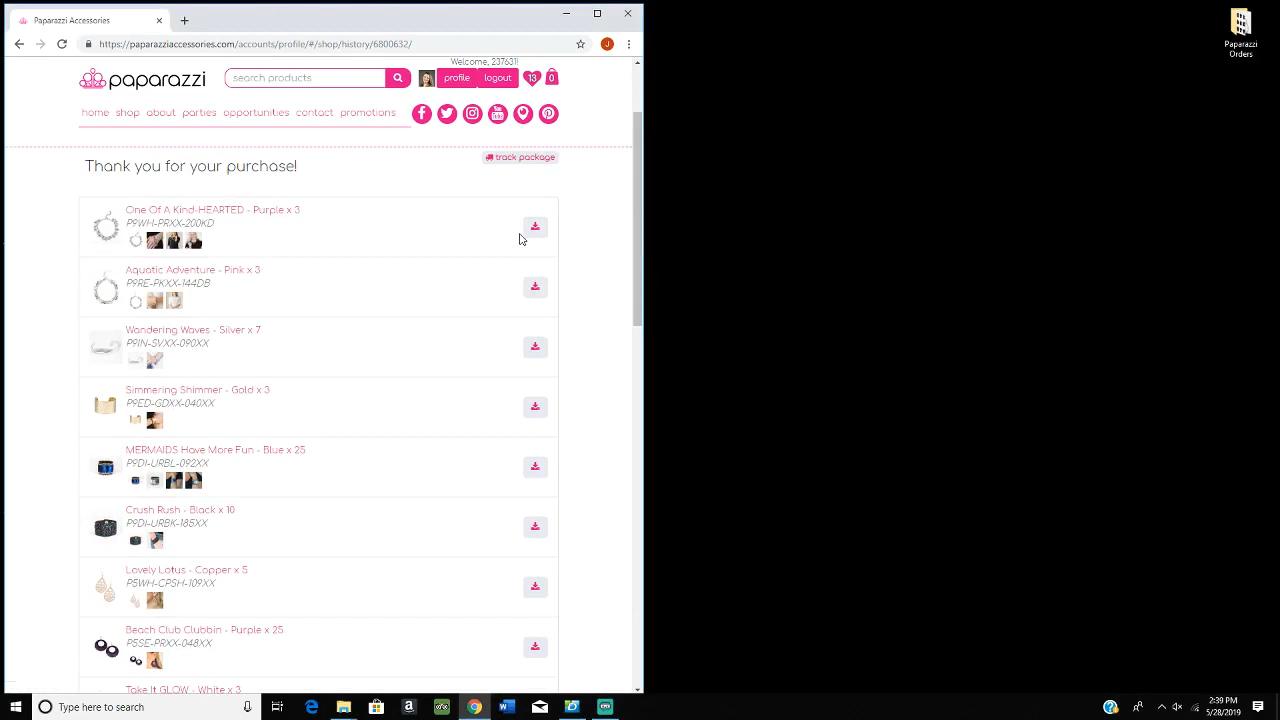 Paparazzi Accessories
https://paparazziaccessories.com/accounts/profile/#/shop/history/6800632/
J
Paparazzi
Orders
Welcome, 237631!
paparazzi
search products
profile
logout
13
0
home shop about parties opportunities contact promotions
You
Tube
Thank you for your purchase!
track package
One Of A Kind-HEARTED - Purple x 3
P9WH-PRXX-200KD
Aquatic Adventure - Pink x 3
P9RE-PKXX-144DB
Wandering Waves - Silver x 7
P9IN-SVXX-090XX
Simmering Shimmer - Gold x 3
P9ED-GDXX-040XX
MERMAIDS Have More Fun - Blue x 25
P9DI-URBL-092XX
Crush Rush - Black x 10
P9DI-URBK-185XX
Lovely Lotus - Copper x 5
P5WH-CPSH-109XX
Beach Club Clubbin - Purple x 25
P5SE-PRXX-048XX
Take It GLOW - White x 3
Type here to search
2:39 PM
5/28/2019